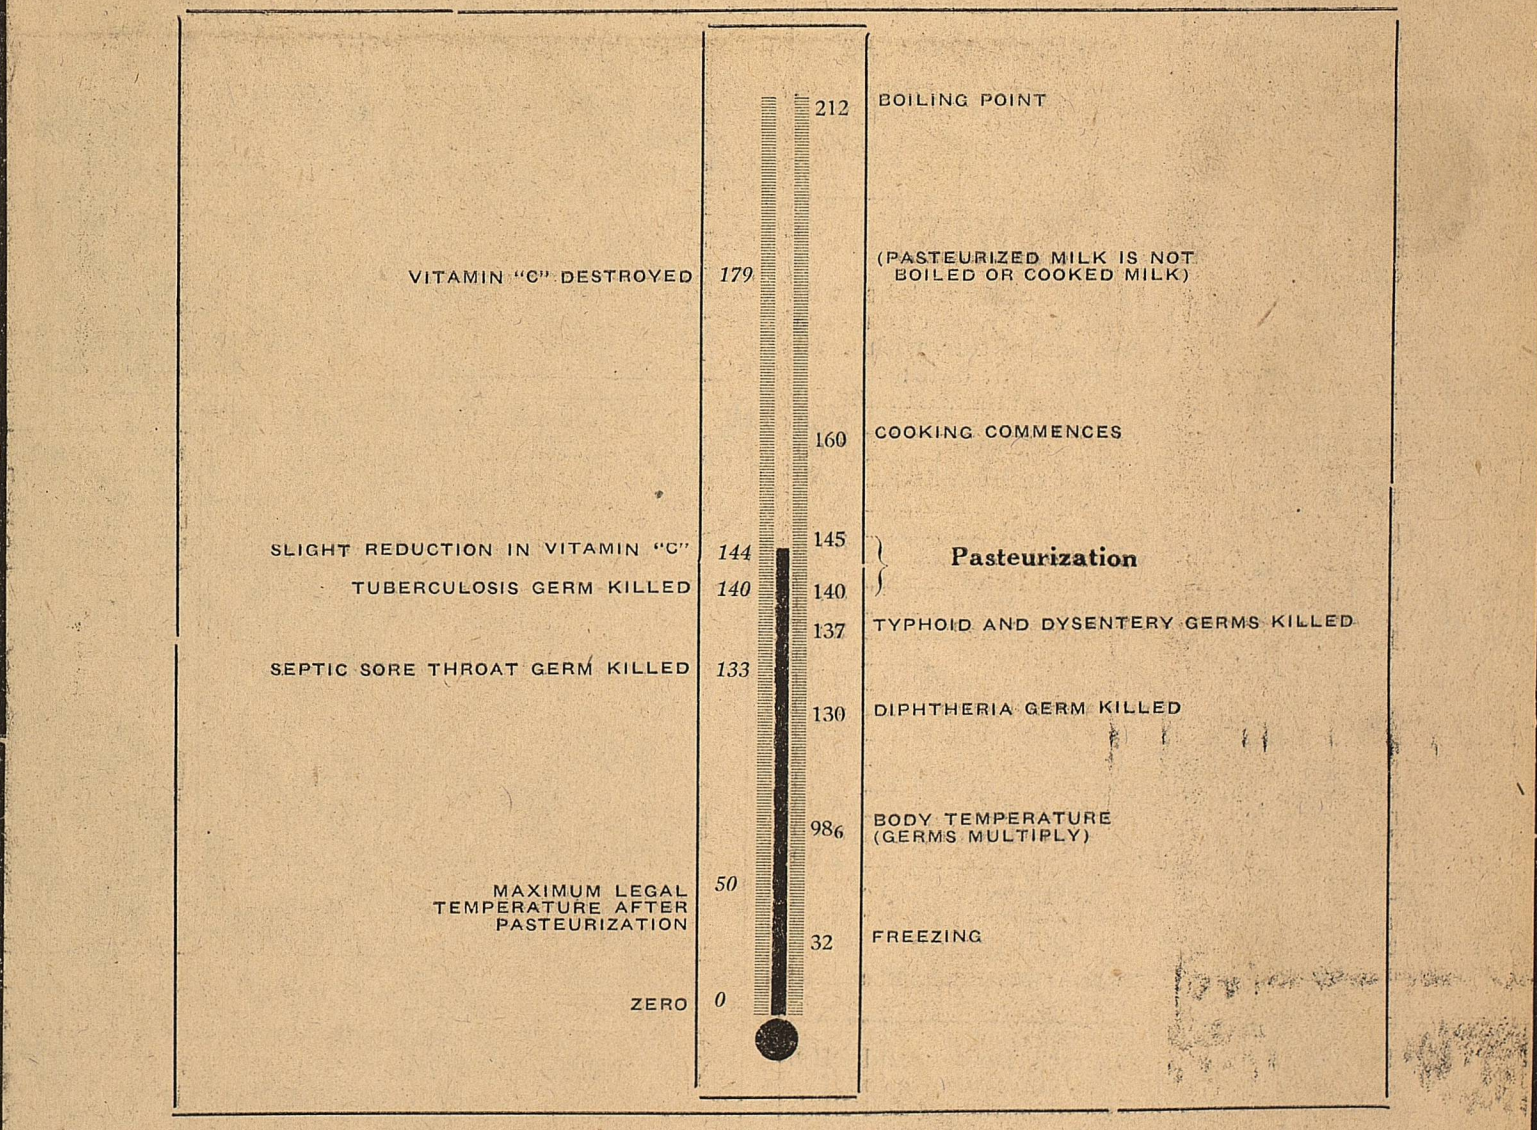 212 BOILING POINT
VITAMIN "C" DESTROYED 179
(PASTEURIZED MILK IS NOT
BOILED OR COOKED MILK)
160 COOKING COMMENCES
145
SLIGHT REDUCTION IN VITAMIN "C" 144
Pasteurization
TUBERCULOSIS GERM KILLED 140
140
137 TYPHOID AND DYSENTERY GERMS KILLED
SEPTIC SORE THROAT GERM KILLED 133
130 DIPHTHERIA GERM KILLED
986 BODY TEMPERATURE
(GERMS MULTIPLY)
50
MAXIMUM LEGAL
TEMPERATURE AFTER
PASTEURIZATION
32 FREEZING
ZERO 0